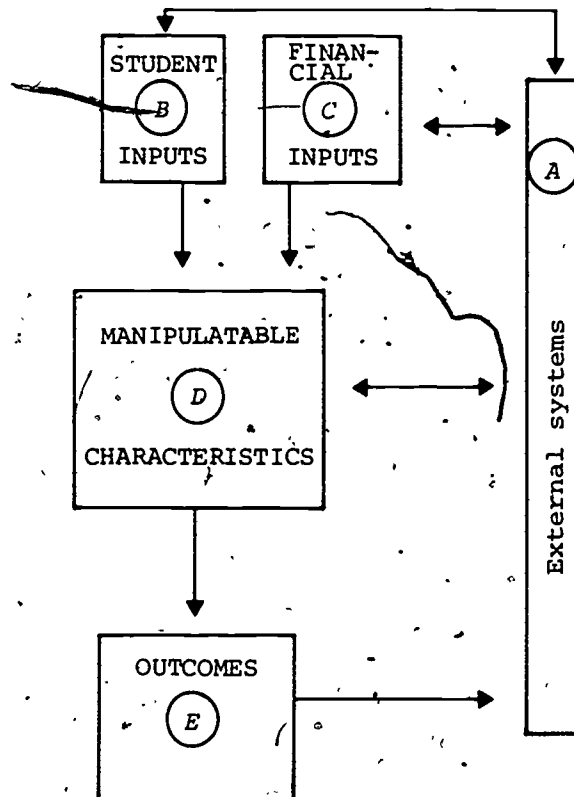 STUDENT
B
INPUTS
FINAN-
CIAL
C
INPUTS
A
External systems
MANIPULATABLE
D
CHARACTERISTICS
OUTCOMES
E